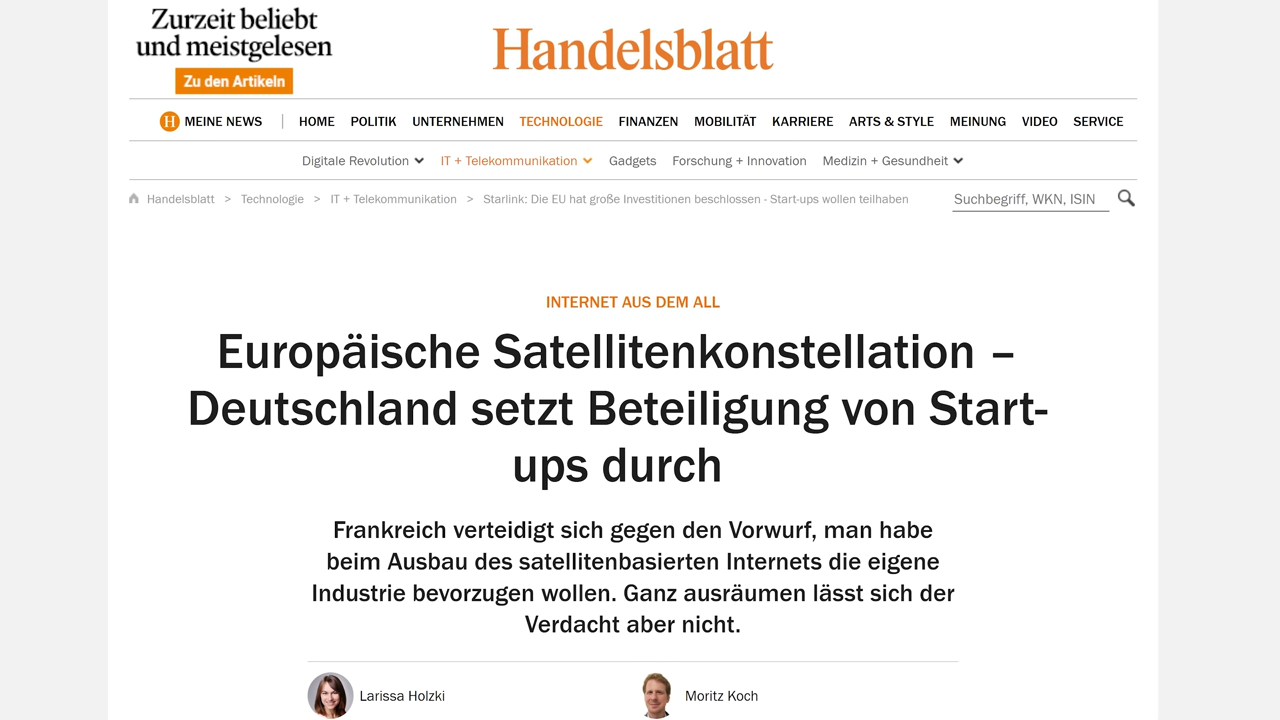 Zurzeit beliebt
und meistgelesen
Zu den Artikeln
Handelsblatt
H MEINE NEWS | HOME POLITIK UNTERNEHMEN TECHNOLOGIE FINANZEN MOBILITÄT KARRIERE ARTS & STYLE MEINUNG VIDEO SERVICE
Digitale Revolution IT + Telekommunikation Gadgets Forschung + Innovation Medizin + Gesundheit
Handelsblatt > Technologie > IT + Telekommunikation > Starlink: Die EU hat große Investitionen beschlossen - Start-ups wollen teilhaben Suchbegriff, WKN, ISIN
INTERNET AUS DEM ALL
Europäische Satellitenkonstellation –
Deutschland setzt Beteiligung von Start-
ups durch
Frankreich verteidigt sich gegen den Vorwurf, man habe
beim Ausbau des satellitenbasierten Internets die eigene
Industrie bevorzugen wollen. Ganz ausräumen lässt sich der
Verdacht aber nicht.
Larissa Holzki Moritz Koch